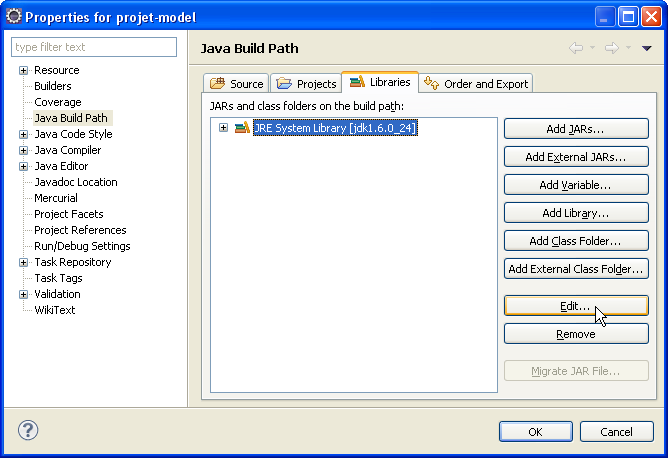 Properties for projet-model
type filter text
Resource
Builders
Coverage
Java Build Path
Java Code Style
Java Compiler
Java Editor
Javadoc Location
Mercurial
Project Facets
Project References
Run/Debug Settings
Task Repository
Task Tags
Validation
WikiText
Java Build Path
Source
Projects
Libraries
Order and Export
JARs and class folders on the build path:
JRE System Library [jdk1.6.0_24]
Add JARs...
Add External JARs...
Add Variable...
Add Library...
Add Class Folder...
Add External Class Folder...
Edit...
Remove
Migrate JAR File...
?
OK
Cancel